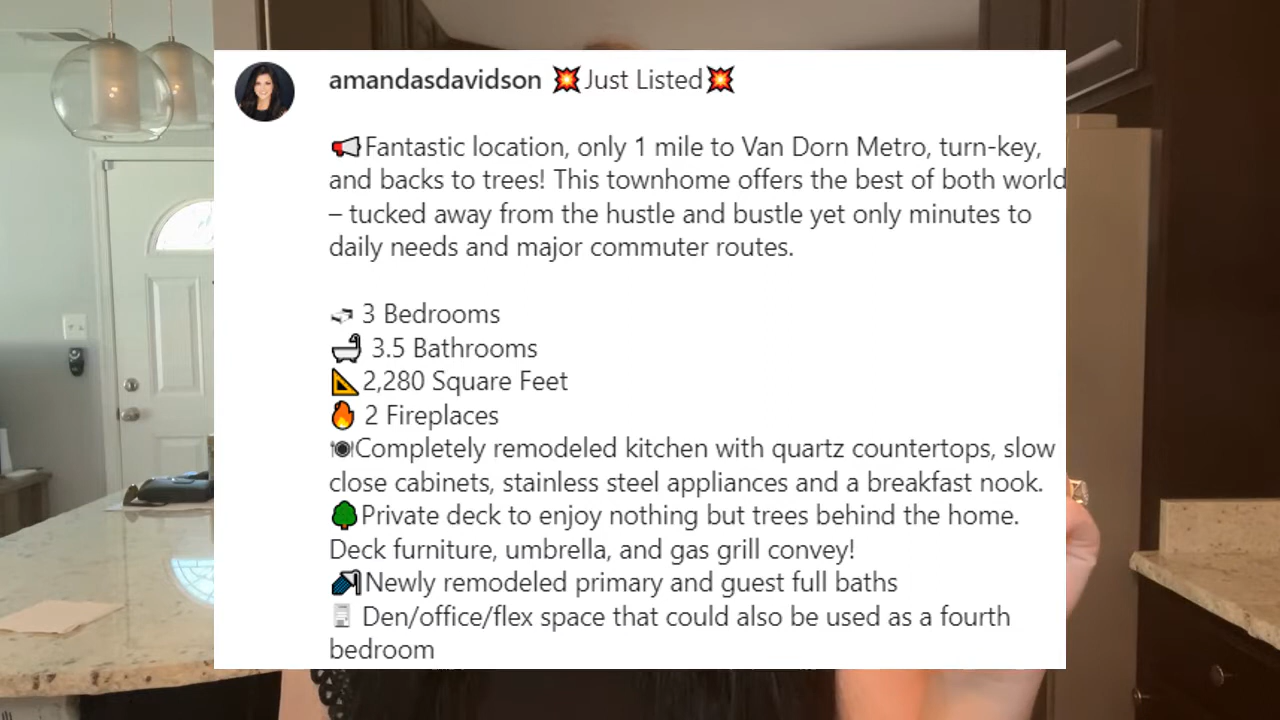 amandasdavidson 💥Just Listed💥
📢Fantastic location, only 1 mile to Van Dorn Metro, turn-key,
and backs to trees! This townhome offers the best of both world
– tucked away from the hustle and bustle yet only minutes to
daily needs and major commuter routes.
🛏 3 Bedrooms
🛁 3.5 Bathrooms
📐2,280 Square Feet
🔥 2 Fireplaces
🍽Completely remodeled kitchen with quartz countertops, slow
close cabinets, stainless steel appliances and a breakfast nook.
🌳Private deck to enjoy nothing but trees behind the home.
Deck furniture, umbrella, and gas grill convey!
🚿Newly remodeled primary and guest full baths
🧾 Den/office/flex space that could also be used as a fourth
bedroom